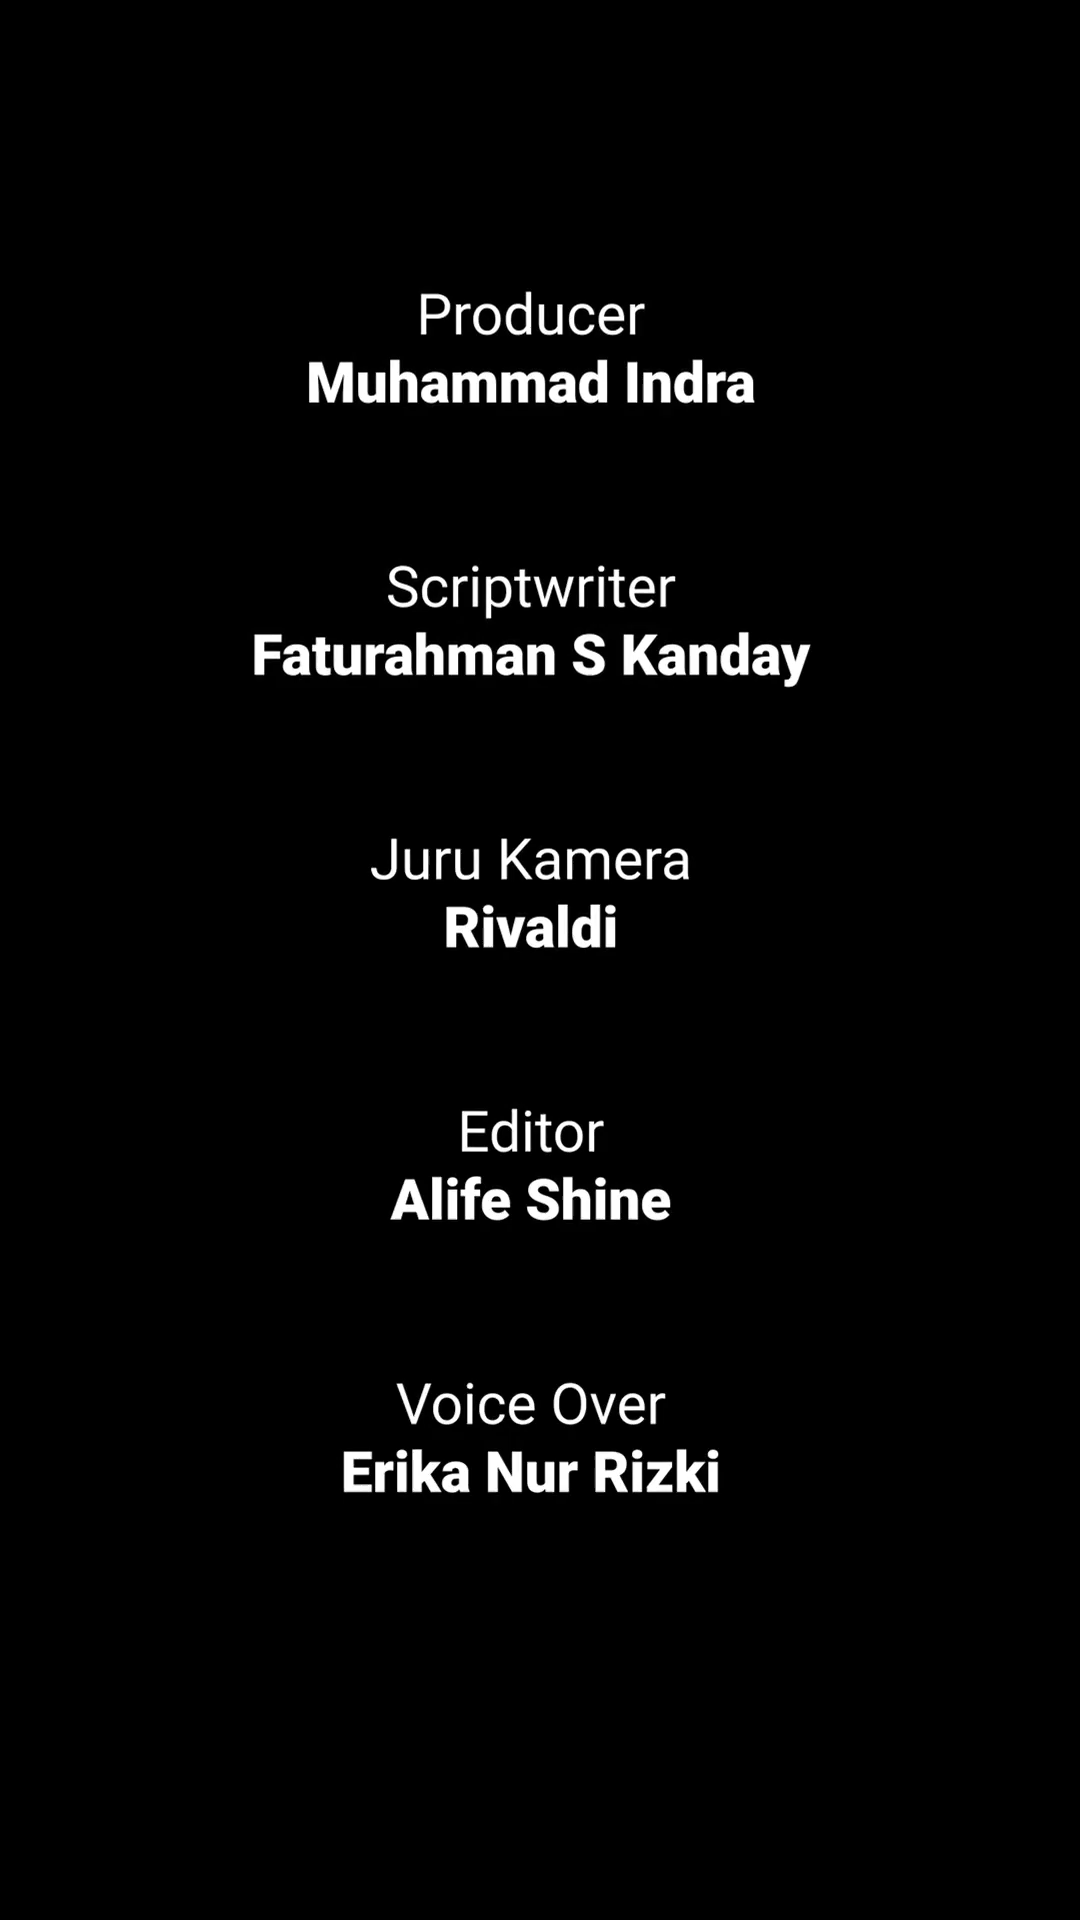 Producer
Muhammad Indra
Scriptwriter
Faturahman S Kanday
Juru Kamera
Rivaldi
Editor
Alife Shine
Voice Over
Erika Nur Rizki